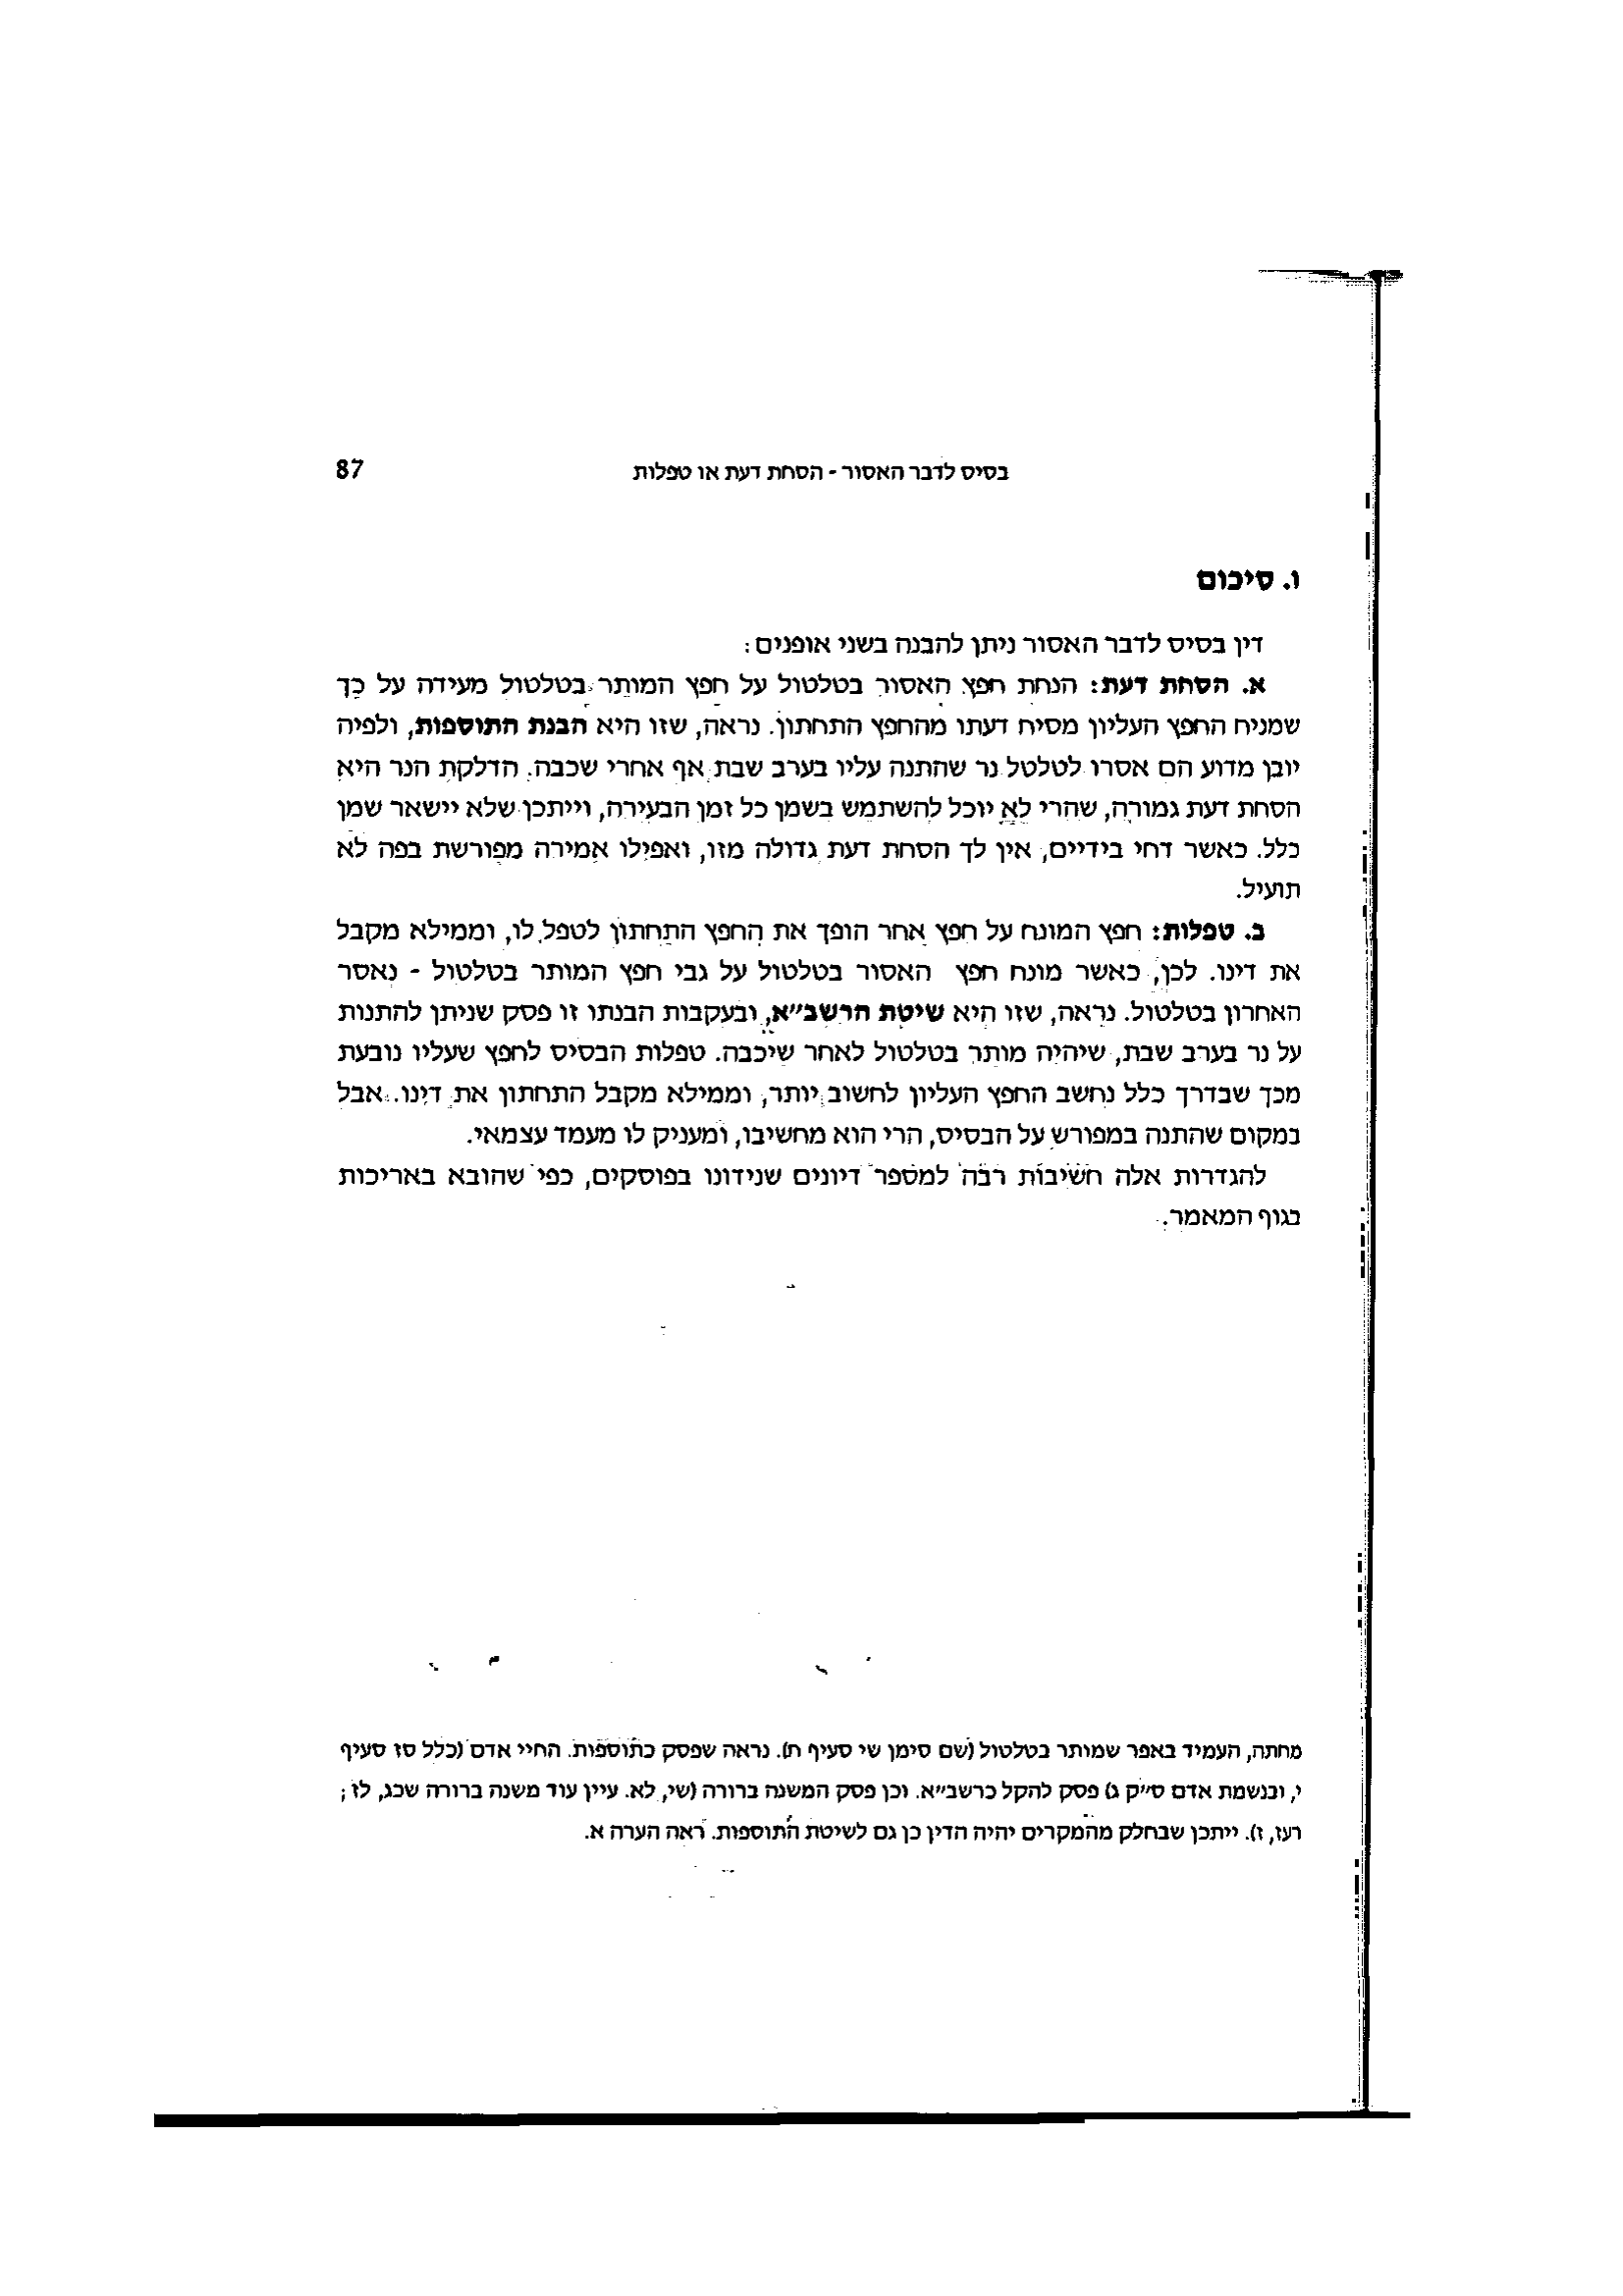 בסיס לדבר האסור - הסחת דעת או טפלות 87
ו. סיכום
דין בסיס לדבר האסור ניתן להבנה בשני אופנים:
א. הסחת דעת: הנחת חפץ האסור בטלטול על חפץ המותר בטלטול מעידה על כך
שמניח החפץ העליון מסיח דעתו מהחפץ התחתון. נראה, שזו היא הבנת התוספות, ולפיה
יובן מדוע הם אסרו לטלטל נר שהתנה עליו בערב שבת אף אחרי שכבה. הדלקת הנר היא
הסחת דעת גמורה, שהרי לא יוכל להשתמש בשמן כל זמן הבעירה, וייתכן שלא יישאר שמן
כלל. כאשר דחי בידיים, אין לך הסחת דעת גדולה מזו, ואפילו אמירה מפורשת בפה לא
תועיל.
ב. טפלות: חפץ המונח על חפץ אחר הופך את החפץ התחתון לטפל לו, וממילא מקבל
את דינו. לכן, כאשר מונח חפץ האסור בטלטול על גבי חפץ המותר בטלטול - נאסר
האחרון בטלטול. נראה, שזו היא שיטת הרשב״א, ובעקבות הבנתו זו פסק שניתן להתנות
על נר בערב שבת, שיהיה מותר בטלטול לאחר שיכבה. טפלות הבסיס לחפץ שעליו נובעת
מכך שבדרך כלל נחשב החפץ העליון לחשוב יותר, וממילא מקבל התחתון את דינו. אבל
במקום שהתנה במפורש על הבסיס, הרי הוא מחשיבו, ומעניק לו מעמד עצמאי.
להגדרות אלה חשיבות רבה למספר דיונים שנידונו בפוסקים, כפי שהובא באריכות
בגוף המאמר.
מחתה, העמיד באפר שמותר בטלטול (שם סימן שי סעיף ח). נראה שפסק כתוספות. החיי אדם (כלל סז סעיף
י, ובנשמת אדם ס״ק ג) פסק להקל כרשב״א. וכן פסק המשנה ברורה (שי, לא. עיין עוד משנה ברורה שכג, לז;
רעז, ז). ייתכן שבחלק מהמקרים יהיה הדין כן גם לשיטת התוספות. ראה הערה א.